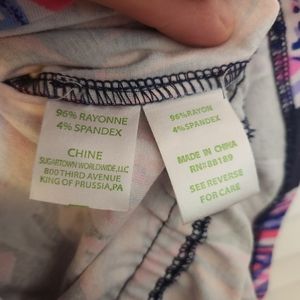 96% RAYONNE
4% SPANDEX
CHINE
SUGARTOWN WORLDWIDE, LLC
800 THIRD AVENUE
KING OF PRUSSIA, PA
96% RAYON
4% SPANDEX
MADE IN CHINA
RN#:88189
SEE REVERSE
FOR CARE